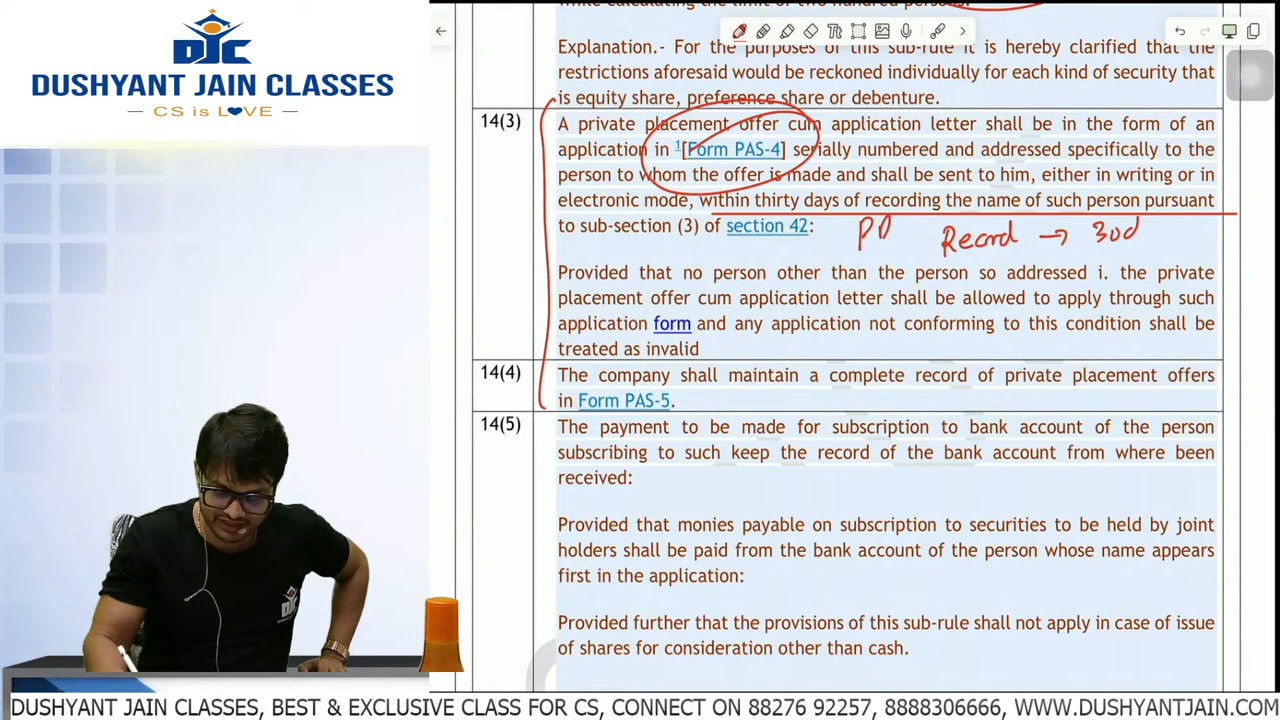 DJC
DUSHYANT JAIN CLASSES
CS is LOVE
Explanation.- For the purposes of this sub-rule it is hereby clarified that the
restrictions aforesaid would be reckoned individually for each kind of security that
is equity share, preference share or debenture.
14(3)
A private placement offer cum application letter shall be in the form of an
application in 1[Form PAS-4] serially numbered and addressed specifically to the
person to whom the offer is made and shall be sent to him, either in writing or in
electronic mode, within thirty days of recording the name of such person pursuant
to sub-section (3) of section 42:
Record → 30d
Provided that no person other than the person so addressed i. the private
placement offer cum application letter shall be allowed to apply through such
application form and any application not conforming to this condition shall be
treated as invalid
14(4)
The company shall maintain a complete record of private placement offers
in Form PAS-5.
14(5)
The payment to be made for subscription to bank account of the person
subscribing to such keep the record of the bank account from where been
received:
Provided that monies payable on subscription to securities to be held by joint
holders shall be paid from the bank account of the person whose name appears
first in the application:
Provided further that the provisions of this sub-rule shall not apply in case of issue
of shares for consideration other than cash.
DJC
DUSHYANT JAIN CLASSES, BEST & EXCLUSIVE CLASS FOR CS, CONNECT ON 88276 92257, 8888306666, WWW.DUSHYANTJAIN.COM